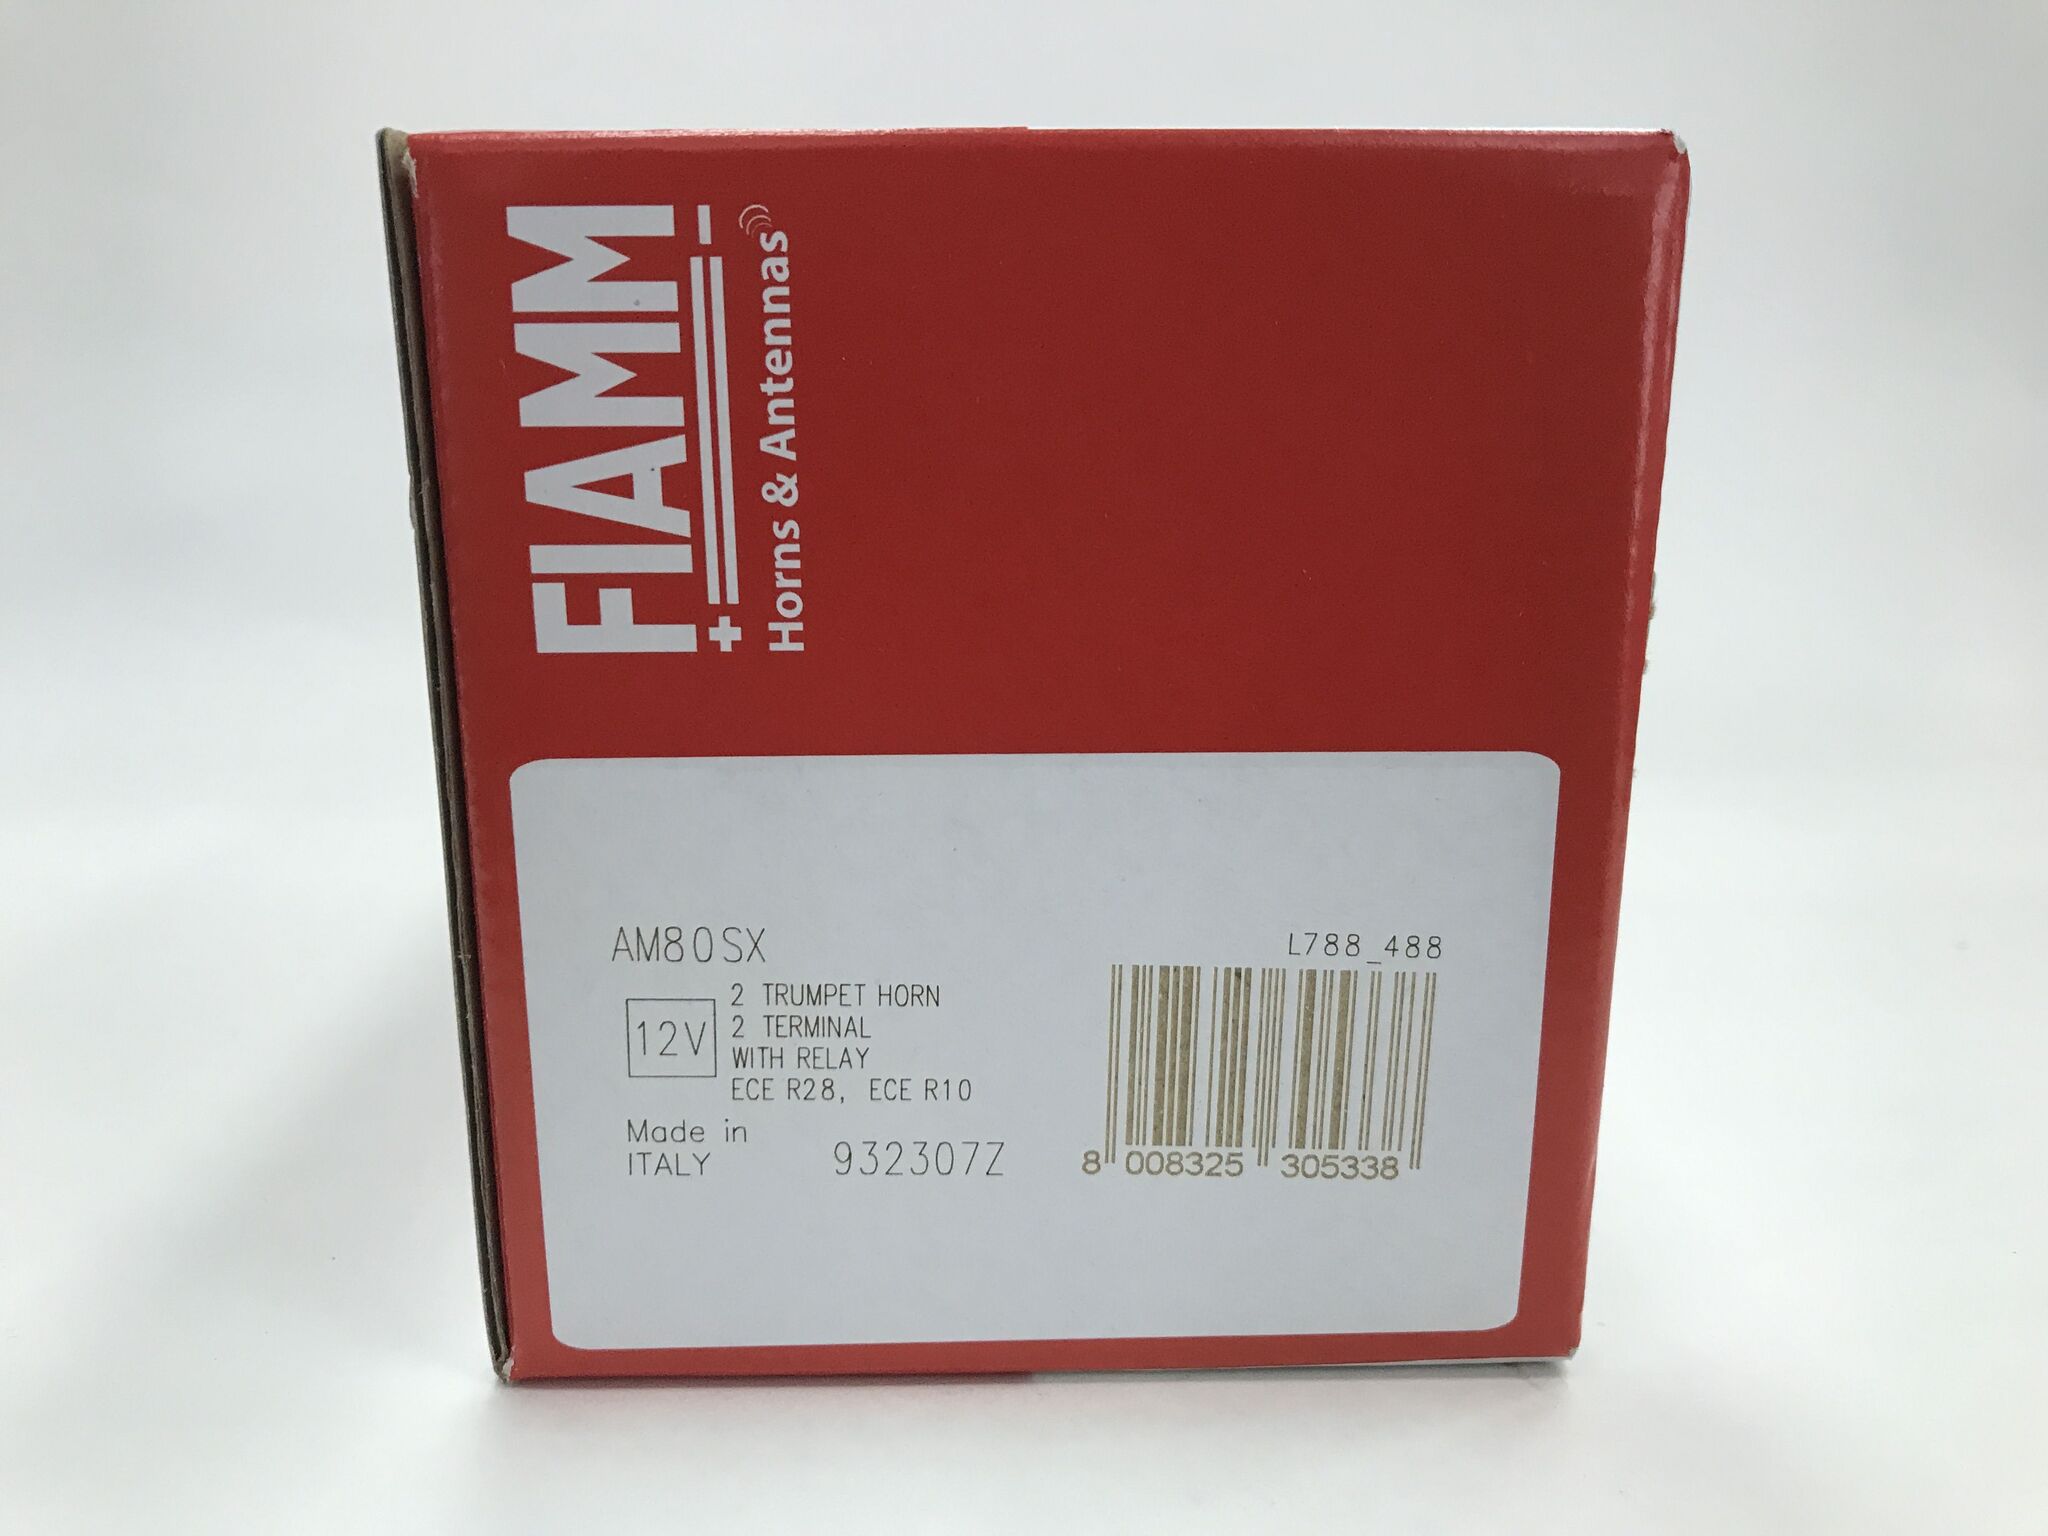 FIAMM
Horns & Antennas
AM80SX
L788_488
12V
2 TRUMPET HORN
2 TERMINAL
WITH RELAY
ECE R28, ECE R10
Made in
ITALY
932307Z
8 008325 305338